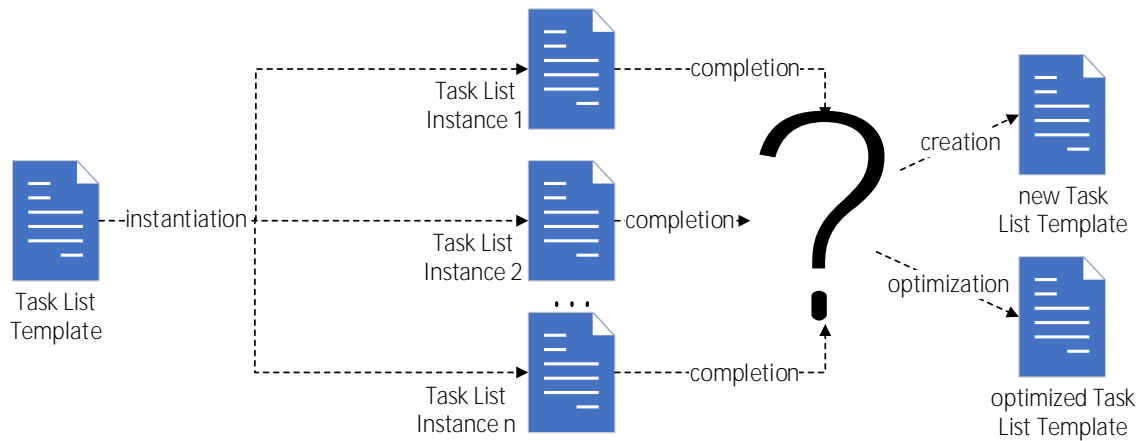 Task List
Template
instantiation
Task List
Instance 1
Task List
Instance 2
...
Task List
Instance n
completion
completion
completion
?
creation
new Task
List Template
optimization
optimized Task
List Template